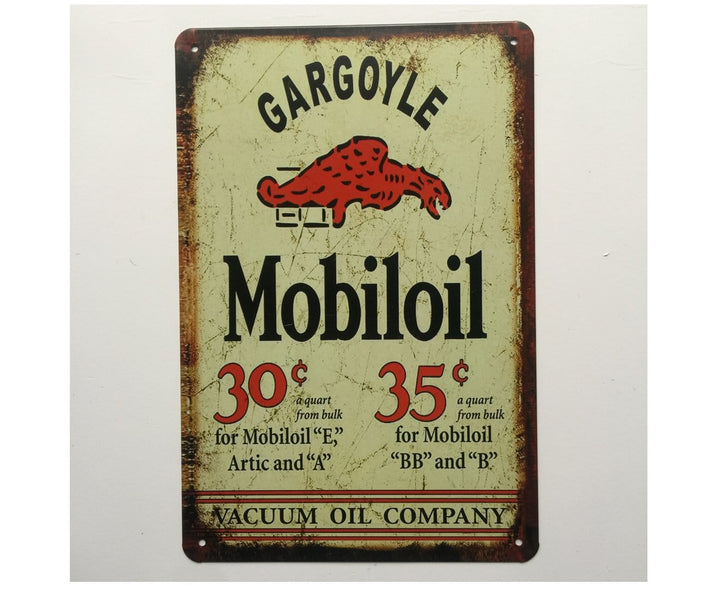 GARGOYLE
Mobiloil
30¢ a quart
from bulk
for Mobiloil “E,”
Artic and “A”
35¢ a quart
from bulk
for Mobiloil
“BB” and “B”
VACUUM OIL COMPANY